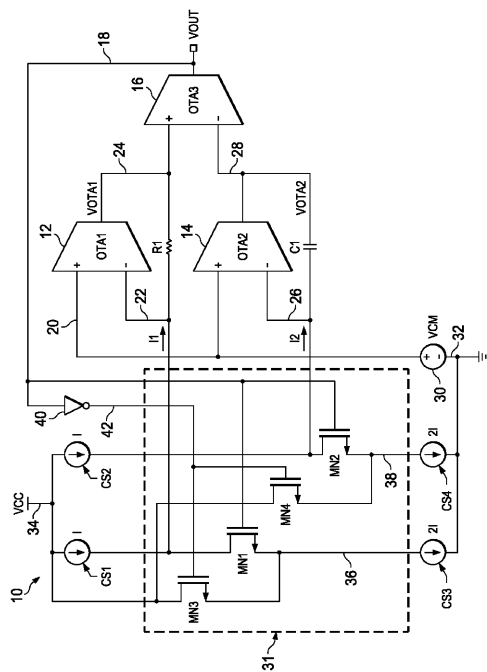 10
34
VCC
I
CS1
I
CS2
40
42
18
VOUT
16
OTA3
+
-
24
VOTA1
12
OTA1
+
-
20
22
R1
I1
28
14
OTA2
+
-
VOTA2
C1
26
I2
MN3
MN1
MN4
MN2
31
36
38
2I
CS3
2I
CS4
30
+
-
VCM
32